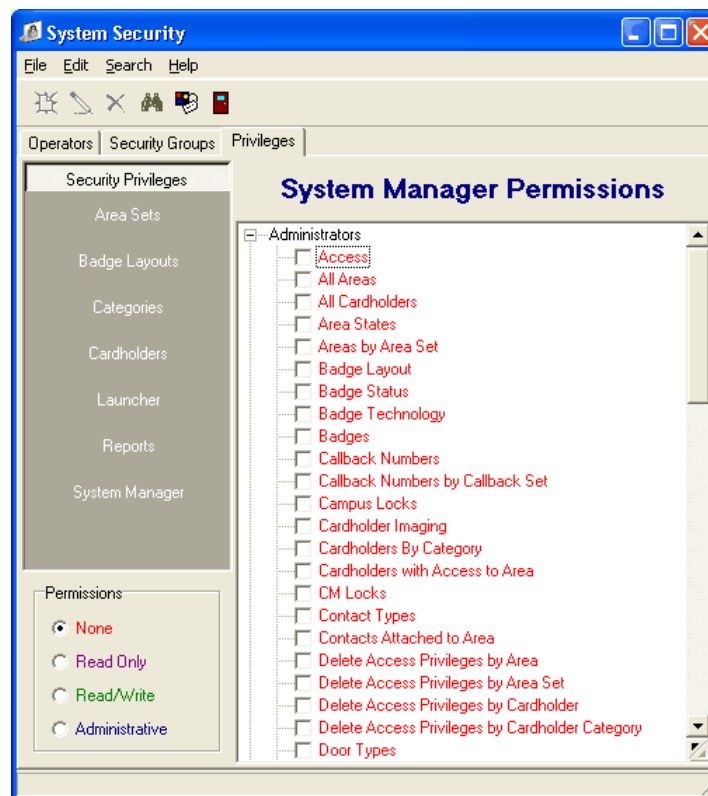 System Security
File Edit Search Help
Operators Security Groups Privileges
Security Privileges
Area Sets
Badge Layouts
Categories
Cardholders
Launcher
Reports
System Manager
System Manager Permissions
Administrators
Access
All Areas
All Cardholders
Area States
Areas by Area Set
Badge Layout
Badge Status
Badge Technology
Badges
Callback Numbers
Callback Numbers by Callback Set
Campus Locks
Cardholder Imaging
Cardholders By Category
Cardholders with Access to Area
CM Locks
Contact Types
Contacts Attached to Area
Delete Access Privileges by Area
Delete Access Privileges by Area Set
Delete Access Privileges by Cardholder
Delete Access Privileges by Cardholder Category
Door Types
Permissions
None
Read Only
Read/Write
Administrative